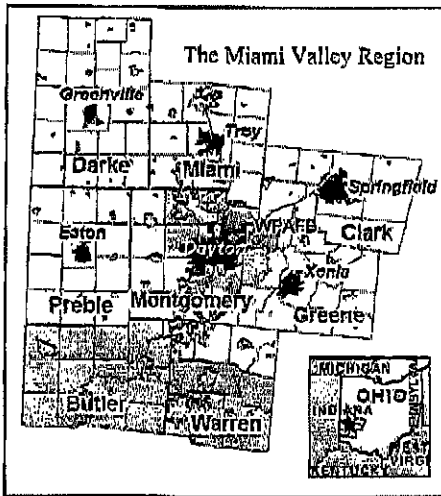 The Miami Valley Region
Greenville
Troy
Darke
Miami
Springfield
Eaton
WPAFB
Clark
Dayton
Xenia
Preble
Montgomery
Greene
Butler
Warren
MICHIGAN
OHIO
INDIANA
KENTUCKY